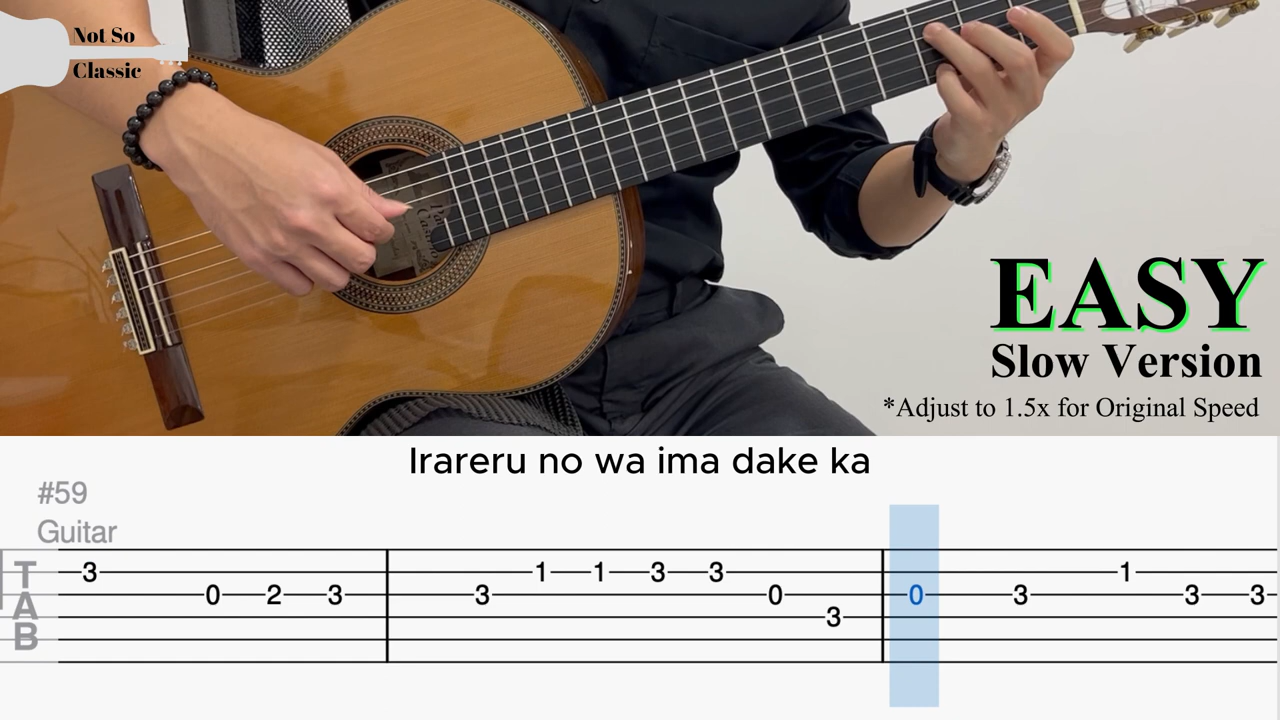 Not So
Classic
EASY
Slow Version
*Adjust to 1.5x for Original Speed
Irareru no wa ima dake ka
#59
Guitar
T
A
B
3 0 2 3 3 1 1 3 3 0 3 0 3 1 3 3